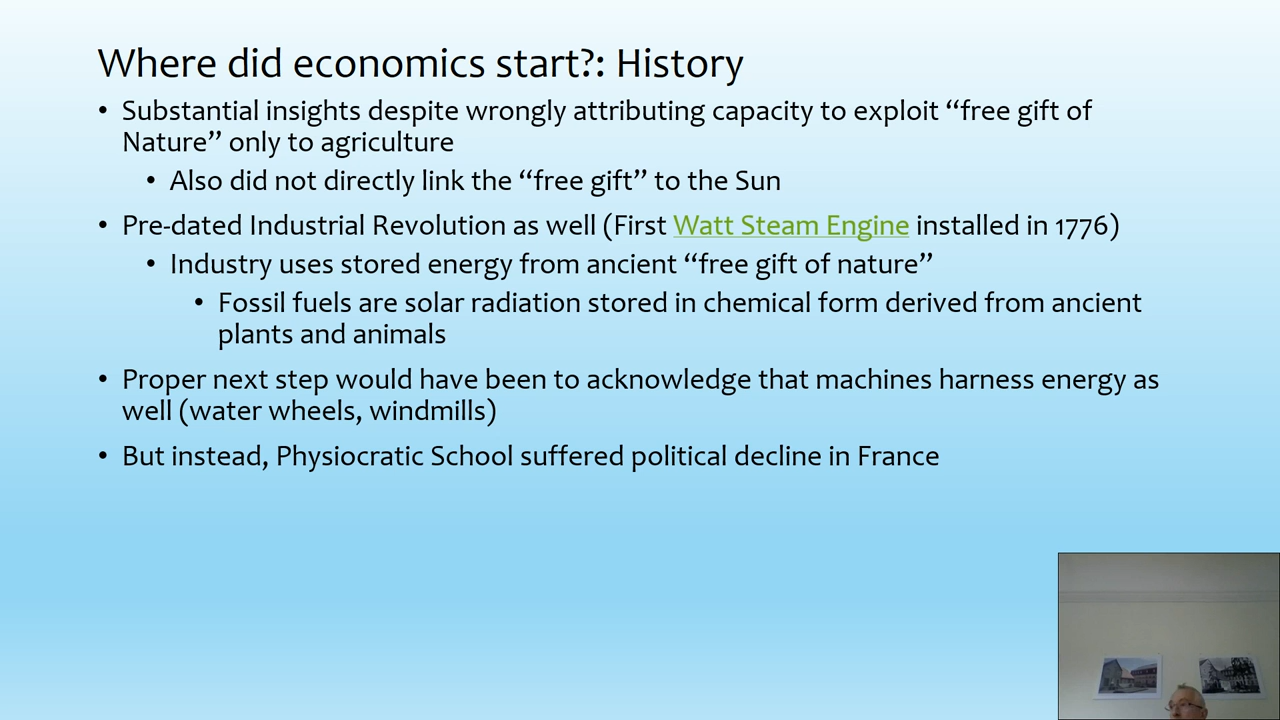 Where did economics start?: History
• Substantial insights despite wrongly attributing capacity to exploit “free gift of
Nature” only to agriculture
• Also did not directly link the “free gift” to the Sun
• Pre-dated Industrial Revolution as well (First Watt Steam Engine installed in 1776)
• Industry uses stored energy from ancient “free gift of nature”
• Fossil fuels are solar radiation stored in chemical form derived from ancient
plants and animals
• Proper next step would have been to acknowledge that machines harness energy as
well (water wheels, windmills)
• But instead, Physiocratic School suffered political decline in France